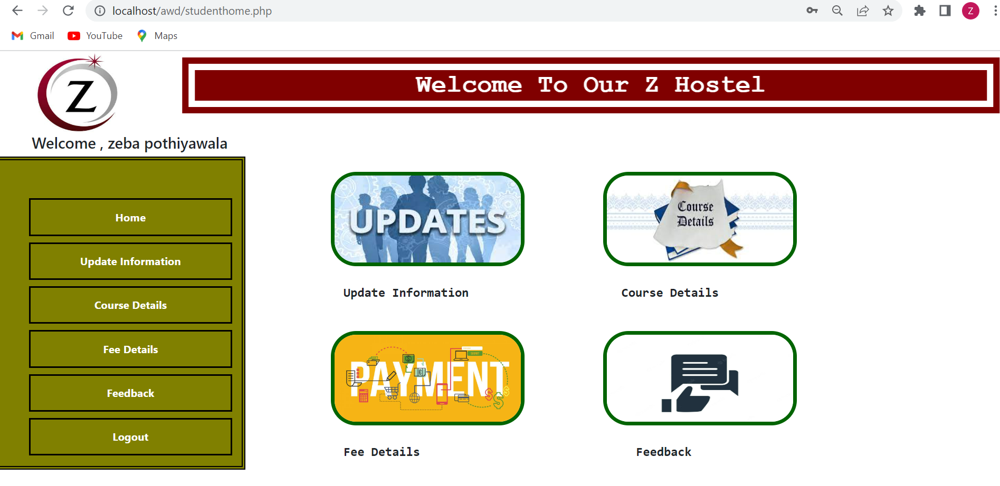 localhost/awd/studenthome.php
Z
Gmail
YouTube
Maps
Z
Welcome To Our Z Hostel
Welcome , zeba pothiyawala
Home
Update Information
Course Details
Fee Details
Feedback
Logout
UPDATES
Course
Details
Update Information
Course Details
PAYMENT
SUBMIT
Fee Details
Feedback